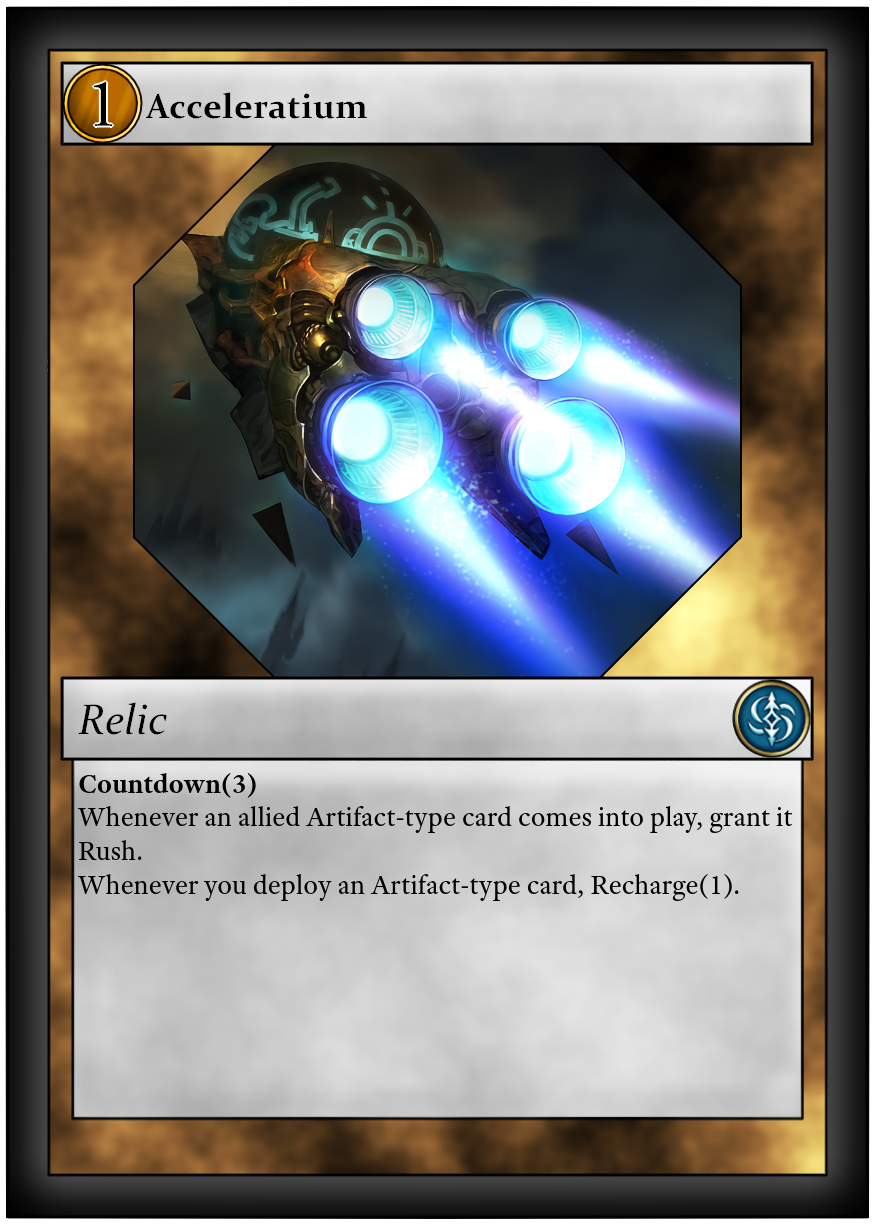 1 Acceleratium
Relic
Countdown(3)
Whenever an allied Artifact-type card comes into play, grant it
Rush.
Whenever you deploy an Artifact-type card, Recharge(1).